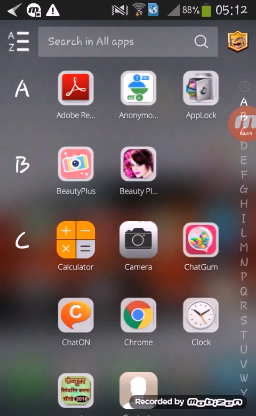 88% 05:12
A
Z
Search in All apps
A
Adobe Re... Anonymo... AppLock
B
BeautyPlus Beauty Pl...
C
Calculator Camera ChatGum
ChatON Chrome Clock
A
D
E
F
G
H
I
J
K
L
M
N
O
P
Q
R
S
T
U
V
W
Y
Recorded by Mobizen